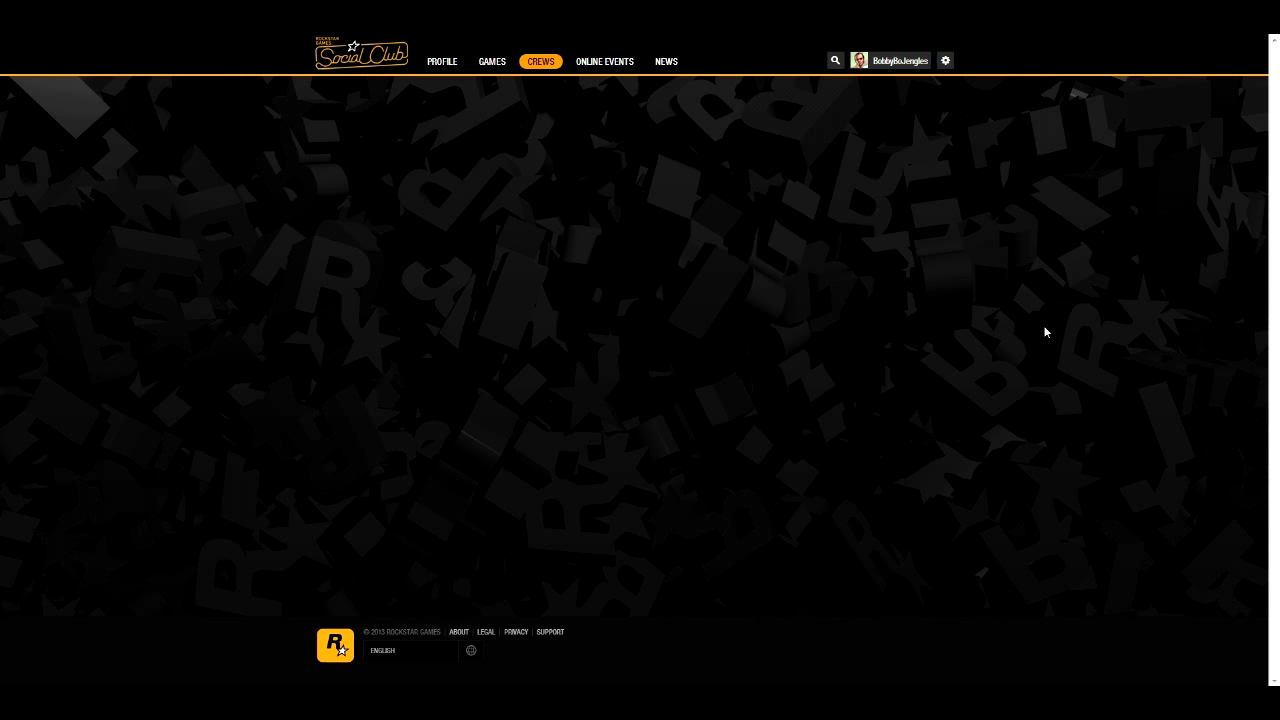 ROCKSTAR
GAMES
Social Club
PROFILE GAMES CREWS ONLINE EVENTS NEWS
BobbyBoJengles
© 2013 ROCKSTAR GAMES ABOUT LEGAL PRIVACY SUPPORT
ENGLISH
R